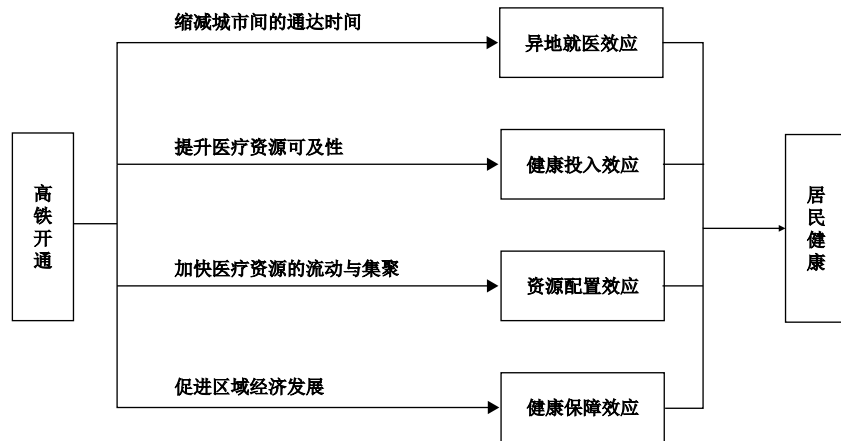 缩减城市间的通达时间
异地就医效应
提升医疗资源可及性
健康投入效应
高铁开通
居民健康
加快医疗资源的流动与集聚
资源配置效应
促进区域经济发展
健康保障效应